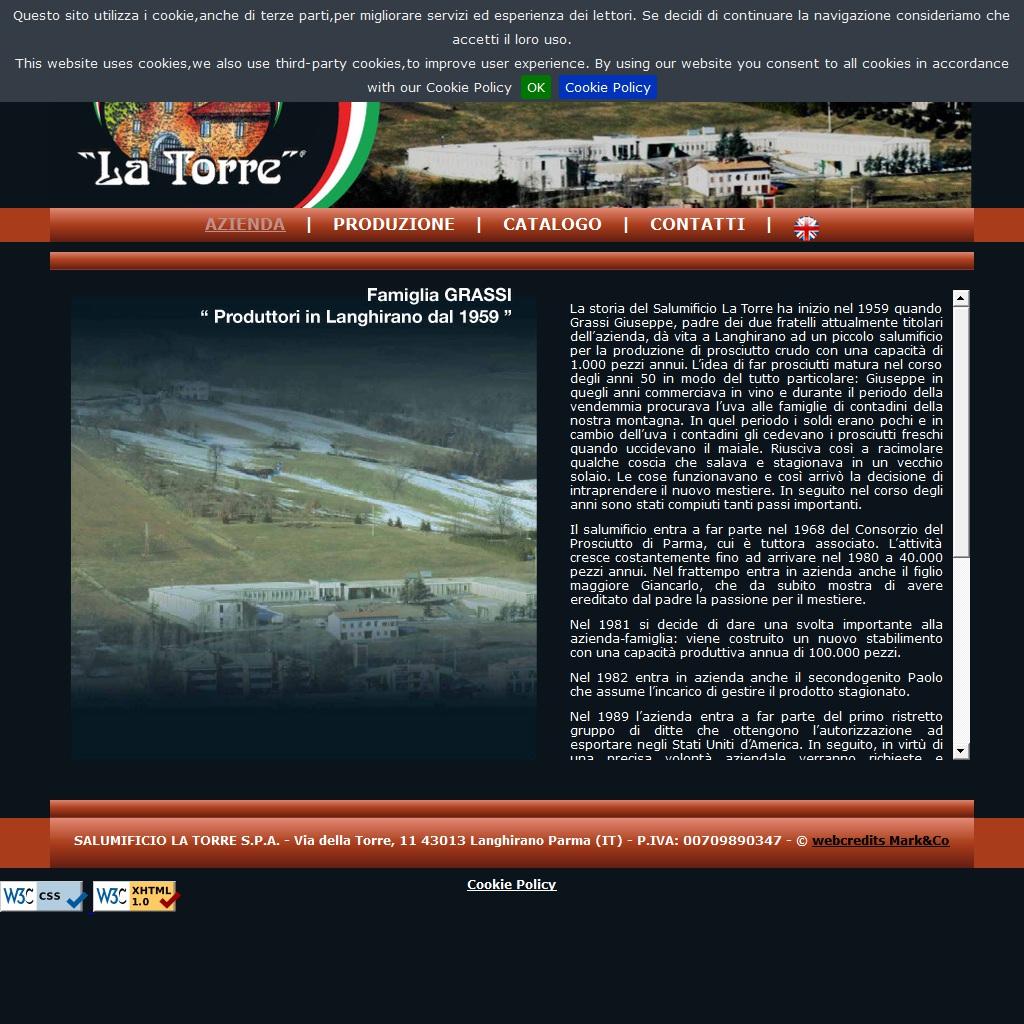 Questo sito utilizza i cookie,anche di terze parti,per migliorare servizi ed esperienza dei lettori. Se decidi di continuare la navigazione consideriamo che
accetti il loro uso.
This website uses cookies,we also use third-party cookies,to improve user experience. By using our website you consent to all cookies in accordance
with our Cookie Policy OK Cookie Policy
"La Torre"®
AZIENDA | PRODUZIONE | CATALOGO | CONTATTI |
Famiglia GRASSI
“ Produttori in Langhirano dal 1959 ”
La storia del Salumificio La Torre ha inizio nel 1959 quando
Grassi Giuseppe, padre dei due fratelli attualmente titolari
dell’azienda, dà vita a Langhirano ad un piccolo salumificio
per la produzione di prosciutto crudo con una capacità di
1.000 pezzi annui. L’idea di far prosciutti matura nel corso
degli anni 50 in modo del tutto particolare: Giuseppe in
quegli anni commerciava in vino e durante il periodo della
vendemmia procurava l’uva alle famiglie di contadini della
nostra montagna. In quel periodo i soldi erano pochi e in
cambio dell’uva i contadini gli cedevano i prosciutti freschi
quando uccidevano il maiale. Riusciva così a racimolare
qualche coscia che salava e stagionava in un vecchio
solaio. Le cose funzionavano e così arrivò la decisione di
intraprendere il nuovo mestiere. In seguito nel corso degli
anni sono stati compiuti tanti passi importanti.
Il salumificio entra a far parte nel 1968 del Consorzio del
Prosciutto di Parma, cui è tuttora associato. L’attività
cresce costantemente fino ad arrivare nel 1980 a 40.000
pezzi annui. Nel frattempo entra in azienda anche il figlio
maggiore Giancarlo, che da subito mostra di avere
ereditato dal padre la passione per il mestiere.
Nel 1981 si decide di dare una svolta importante alla
azienda-famiglia: viene costruito un nuovo stabilimento
con una capacità produttiva annua di 100.000 pezzi.
Nel 1982 entra in azienda anche il secondogenito Paolo
che assume l’incarico di gestire il prodotto stagionato.
Nel 1989 l’azienda entra a far parte del primo ristretto
gruppo di ditte che ottengono l’autorizzazione ad
esportare negli Stati Uniti d’America. In seguito, in virtù di
una precisa volontà aziendale verranno richieste e
SALUMIFICIO LA TORRE S.P.A. - Via della Torre, 11 43013 Langhirano Parma (IT) - P.IVA: 00709890347 - © webcredits Mark&Co
Cookie Policy
W3C CSS W3C XHTML 1.0